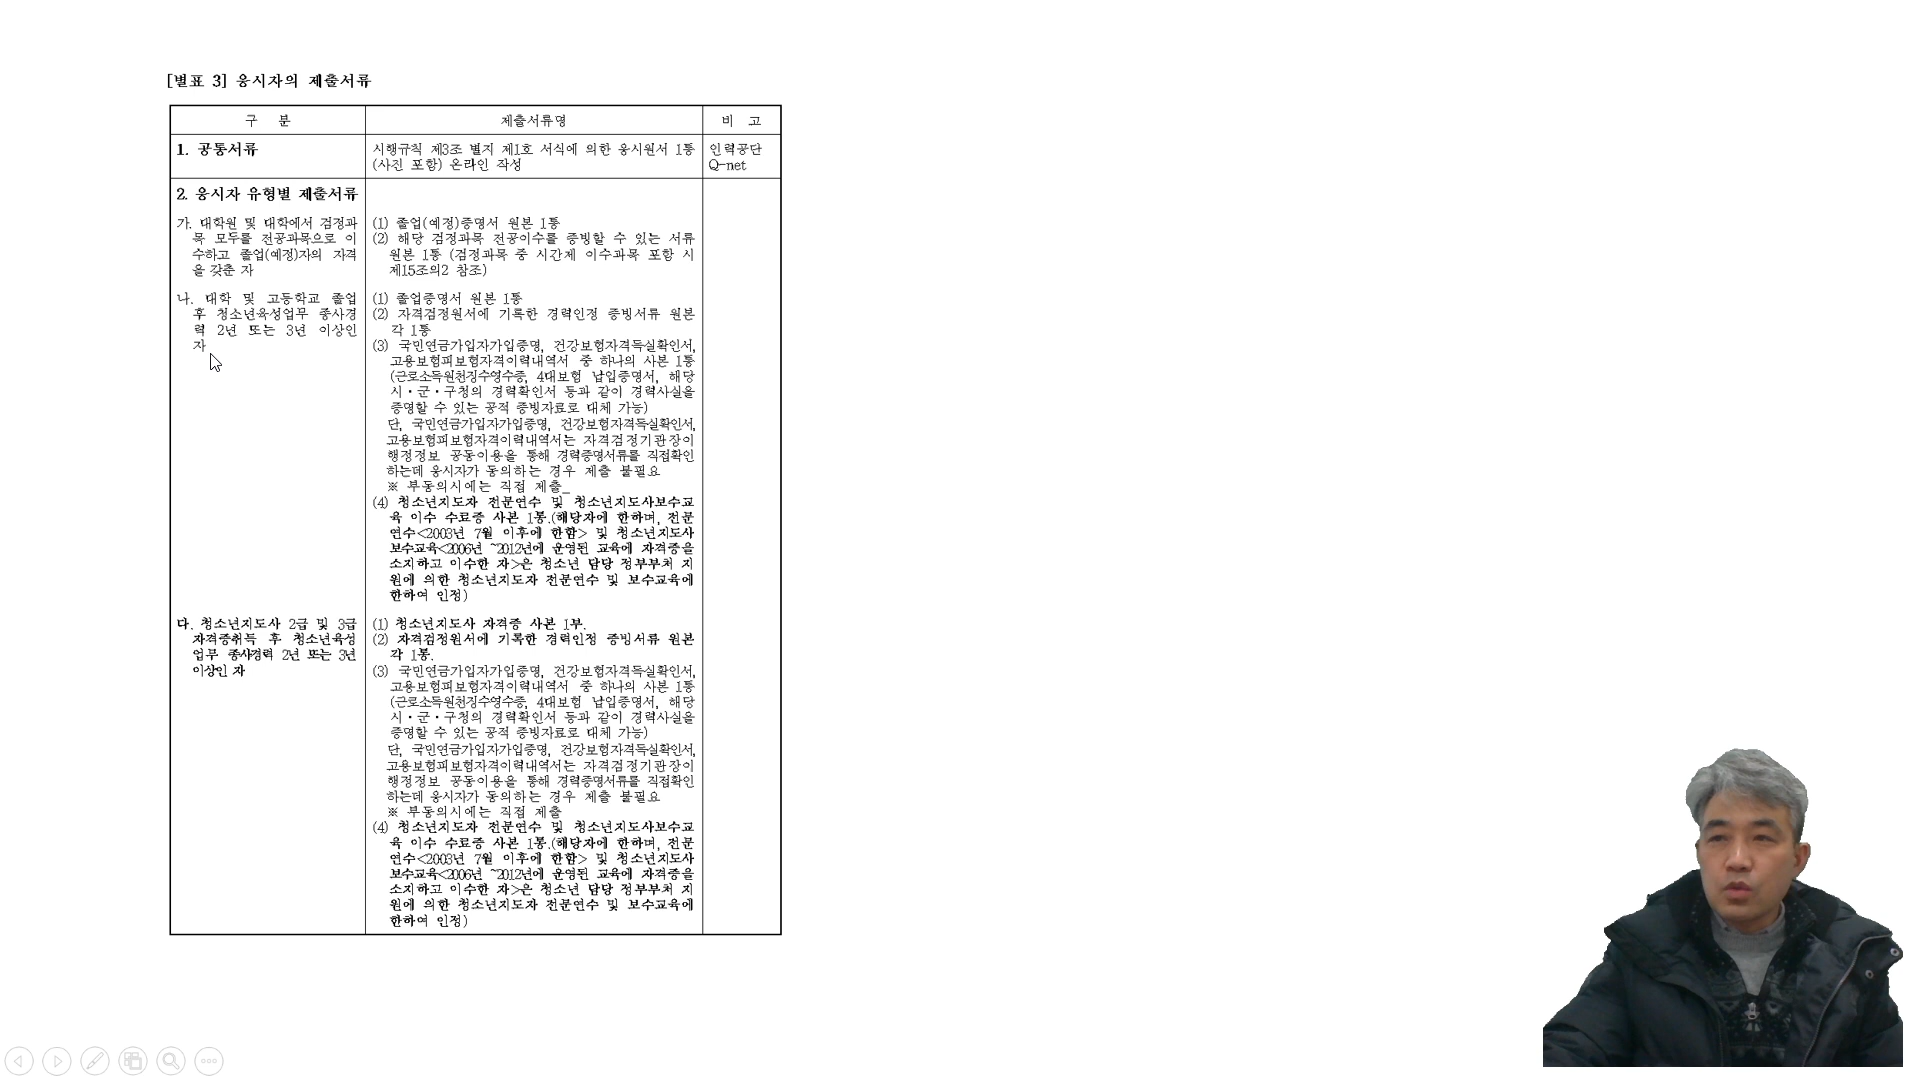 [별표 3] 응시자의 제출서류
구 분
제출서류명
비 고
1. 공통서류
시행규칙 제3조 별지 제1호 서식에 의한 응시원서 1통
(사진 포함) 온라인 작성
인력공단
Q-net
2. 응시자 유형별 제출서류
가. 대학원 및 대학에서 검정과
목 모두를 전공과목으로 이
수하고 졸업(예정)자의 자격
을 갖춘 자
(1) 졸업(예정)증명서 원본 1통
(2) 해당 검정과목 전공이수를 증빙할 수 있는 서류
원본 1통 (검정과목 중 시간제 이수과목 포함 시
제15조의2 참조)
나. 대학 및 고등학교 졸업
후 청소년육성업무 종사경
력 2년 또는 3년 이상인
자
(1) 졸업증명서 원본 1통
(2) 자격검정원서에 기록한 경력인정 증빙서류 원본
각 1통
(3) 국민연금가입자가입증명, 건강보험자격득실확인서,
고용보험피보험자격이력내역서 중 하나의 사본 1통
(근로소득원천징수영수증, 4대보험 납입증명서, 해당
시・군・구청의 경력확인서 등과 같이 경력사실을
증명할 수 있는 공적 증빙자료로 대체 가능)
단, 국민연금가입자가입증명, 건강보험자격득실확인서,
고용보험피보험자격이력내역서는 자격검정기관장이
행정정보 공동이용을 통해 경력증명서류를 직접확인
하는데 응시자가 동의하는 경우 제출 불필요
※ 부동의시에는 직접 제출_
(4) 청소년지도자 전문연수 및 청소년지도사보수교
육 이수 수료증 사본 1통.(해당자에 한하며, 전문
연수<2003년 7월 이후에 한함> 및 청소년지도사
보수교육<2006년 ~2012년에 운영된 교육에 자격증을
소지하고 이수한 자>은 청소년 담당 정부부처 지
원에 의한 청소년지도자 전문연수 및 보수교육에
한하여 인정)
다. 청소년지도사 2급 및 3급
자격증취득 후 청소년육성
업무 종사경력 2년 또는 3년
이상인 자
(1) 청소년지도사 자격증 사본 1부.
(2) 자격검정원서에 기록한 경력인정 증빙서류 원본
각 1통.
(3) 국민연금가입자가입증명, 건강보험자격득실확인서,
고용보험피보험자격이력내역서 중 하나의 사본 1통
(근로소득원천징수영수증, 4대보험 납입증명서, 해당
시・군・구청의 경력확인서 등과 같이 경력사실을
증명할 수 있는 공적 증빙자료로 대체 가능)
단, 국민연금가입자가입증명, 건강보험자격득실확인서,
고용보험피보험자격이력내역서는 자격검정기관장이
행정정보 공동이용을 통해 경력증명서류를 직접확인
하는데 응시자가 동의하는 경우 제출 불필요
※ 부동의시에는 직접 제출
(4) 청소년지도자 전문연수 및 청소년지도사보수교
육 이수 수료증 사본 1통.(해당자에 한하며, 전문
연수<2003년 7월 이후에 한함> 및 청소년지도사
보수교육<2006년 ~2012년에 운영된 교육에 자격증을
소지하고 이수한 자>은 청소년 담당 정부부처 지
원에 의한 청소년지도자 전문연수 및 보수교육에
한하여 인정)